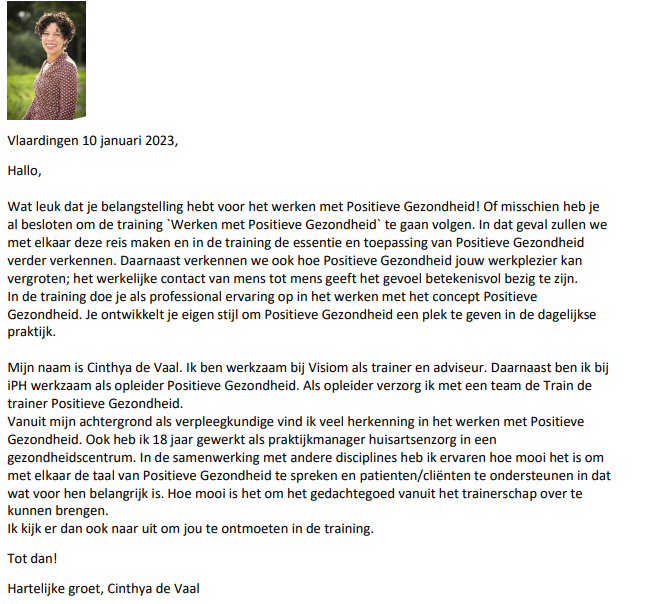 Vlaardingen 10 januari 2023,
Hallo,
Wat leuk dat je belangstelling hebt voor het werken met Positieve Gezondheid! Of misschien heb je
al besloten om de training `Werken met Positieve Gezondheid` te gaan volgen. In dat geval zullen we
met elkaar deze reis maken en in de training de essentie en toepassing van Positieve Gezondheid
verder verkennen. Daarnaast verkennen we ook hoe Positieve Gezondheid jouw werkplezier kan
vergroten; het werkelijke contact van mens tot mens geeft het gevoel betekenisvol bezig te zijn.
In de training doe je als professional ervaring op in het werken met het concept Positieve
Gezondheid. Je ontwikkelt je eigen stijl om Positieve Gezondheid een plek te geven in de dagelijkse
praktijk.
Mijn naam is Cinthya de Vaal. Ik ben werkzaam bij Visiom als trainer en adviseur. Daarnaast ben ik bij
iPH werkzaam als opleider Positieve Gezondheid. Als opleider verzorg ik met een team de Train de
trainer Positieve Gezondheid.
Vanuit mijn achtergrond als verpleegkundige vind ik veel herkenning in het werken met Positieve
Gezondheid. Ook heb ik 18 jaar gewerkt als praktijkmanager huisartsenzorg in een
gezondheidscentrum. In de samenwerking met andere disciplines heb ik ervaren hoe mooi het is om
met elkaar de taal van Positieve Gezondheid te spreken en patienten/cliënten te ondersteunen in dat
wat voor hen belangrijk is. Hoe mooi is het om het gedachtegoed vanuit het trainerschap over te
kunnen brengen.
Ik kijk er dan ook naar uit om jou te ontmoeten in de training.
Tot dan!
Hartelijke groet, Cinthya de Vaal